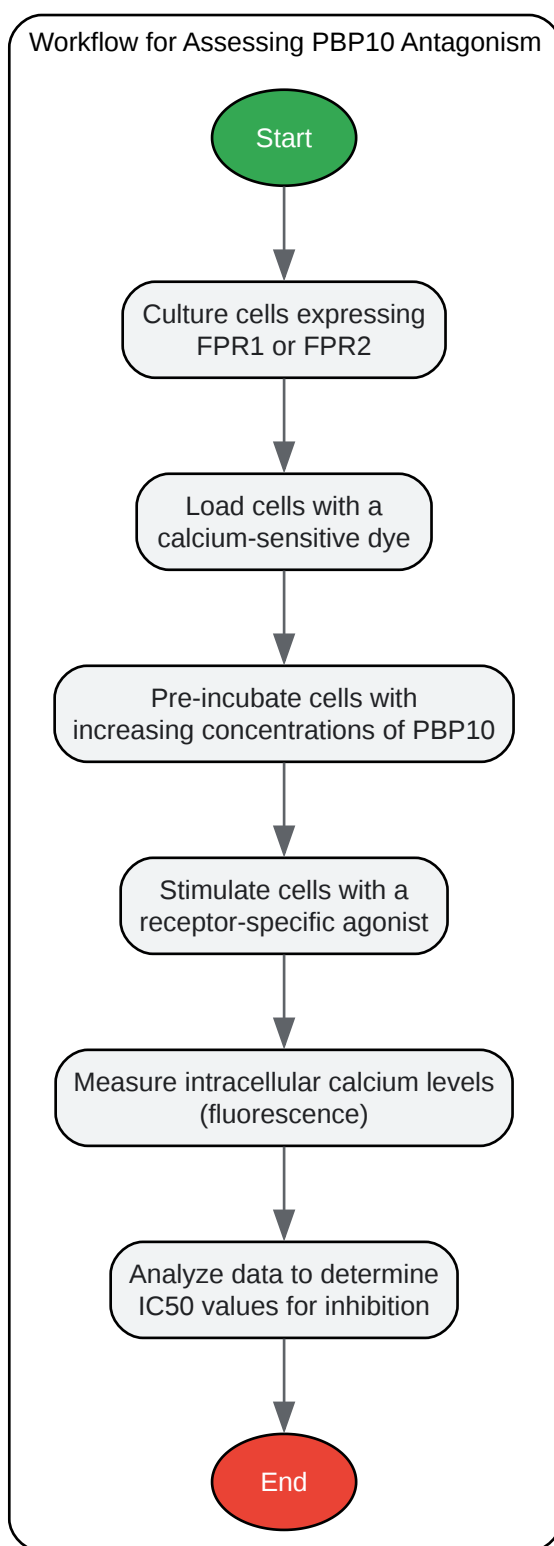 Workflow for Assessing PBP10 Antagonism
Start
Culture cells expressing
FPR1 or FPR2
Load cells with a
calcium-sensitive dye
Pre-incubate cells with
increasing concentrations of PBP10
Stimulate cells with a
receptor-specific agonist
Measure intracellular calcium levels
(fluorescence)
Analyze data to determine
IC50 values for inhibition
End